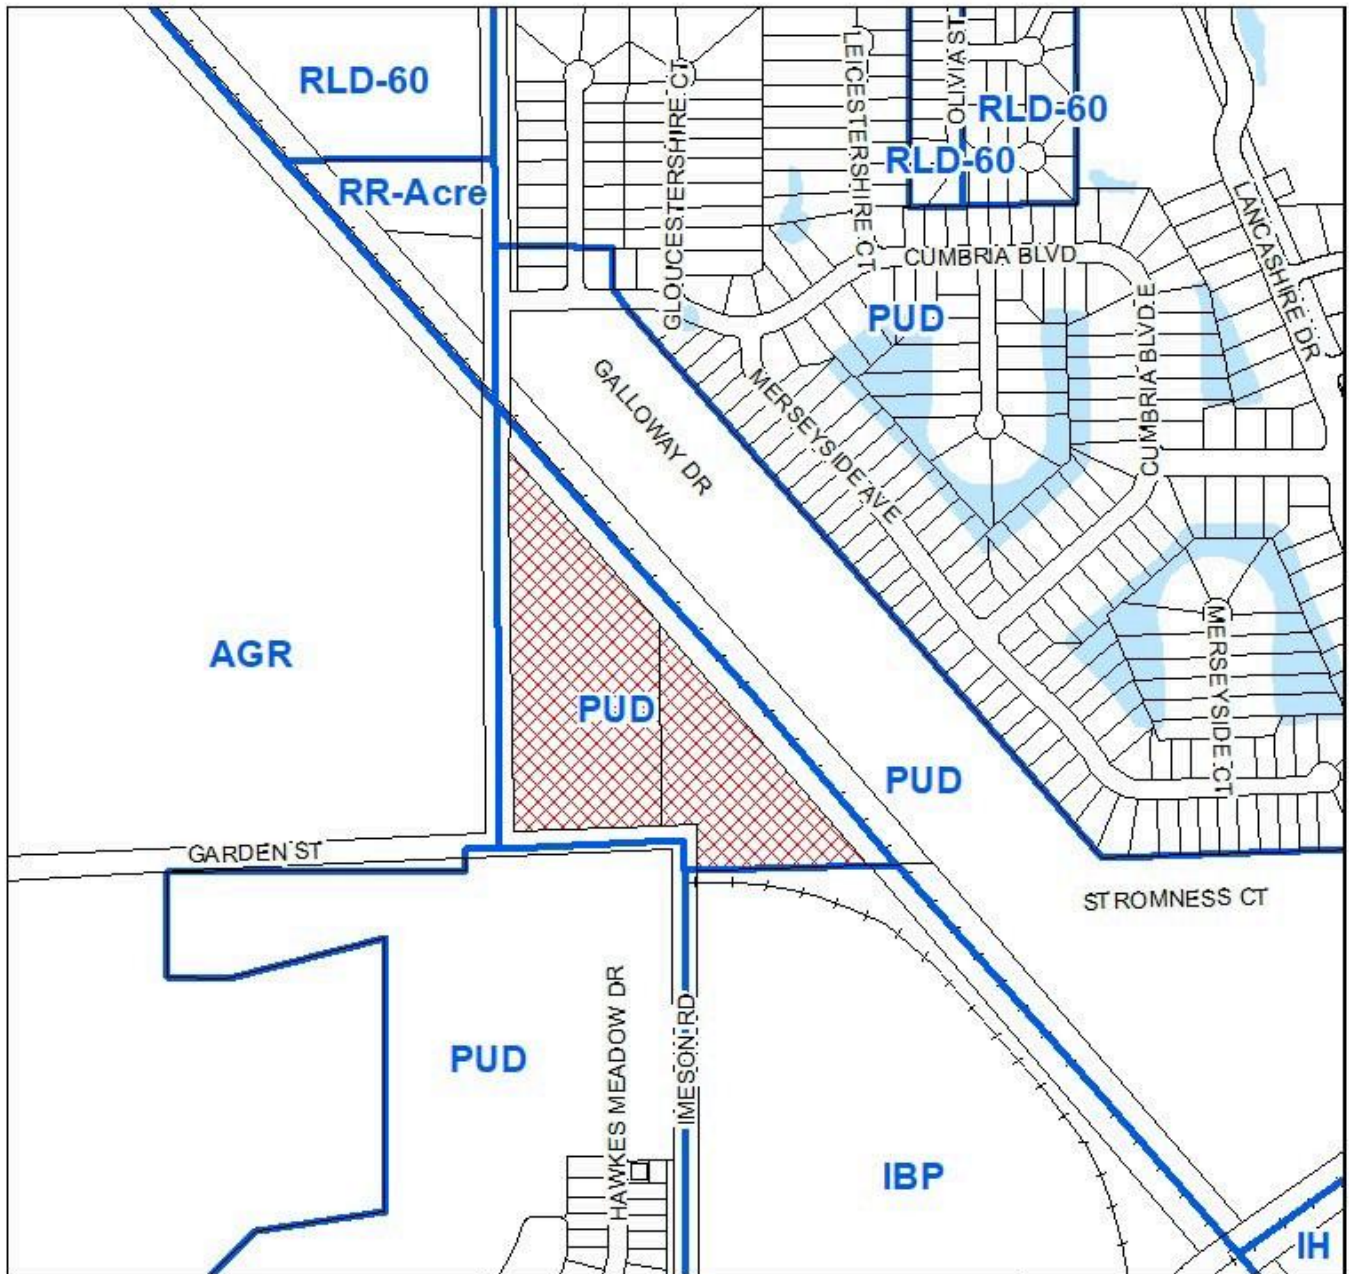 RLD-60
RR-Acre
GLOUCESTERSHIRE CT
LEICESTERSHIRE CT
OLIVIA ST
RLD-60
RLD-60
LANCASHIRE DR
CUMBRIA BLVD
PUD
CUMBRIA BLVD E
GALLOWAY DR
MERSEYSIDE AVE
MERSEYSIDE CT
AGR
PUD
PUD
GARDEN ST
STROMNESS CT
PUD
HAWKES MEADOW DR
IMESON RD
IBP
IH